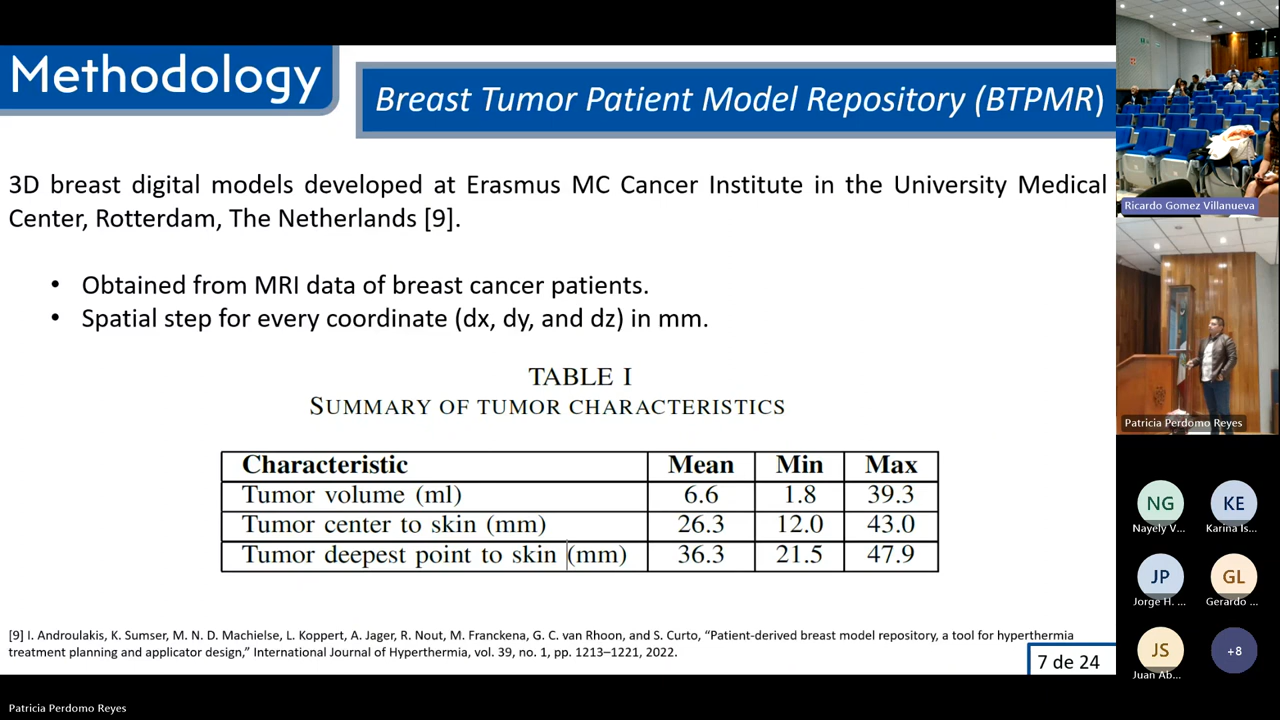 Methodology
Breast Tumor Patient Model Repository (BTPMR)
3D breast digital models developed at Erasmus MC Cancer Institute in the University Medical
Center, Rotterdam, The Netherlands [9].
• Obtained from MRI data of breast cancer patients.
• Spatial step for every coordinate (dx, dy, and dz) in mm.
TABLE I
SUMMARY OF TUMOR CHARACTERISTICS
Characteristic Mean Min Max
Tumor volume (ml) 6.6 1.8 39.3
Tumor center to skin (mm) 26.3 12.0 43.0
Tumor deepest point to skin (mm) 36.3 21.5 47.9
[9] I. Androulakis, K. Sumser, M. N. D. Machielse, L. Koppert, A. Jager, R. Nout, M. Franckena, G. C. van Rhoon, and S. Curto, “Patient-derived breast model repository, a tool for hyperthermia
treatment planning and applicator design,” International Journal of Hyperthermia, vol. 39, no. 1, pp. 1213–1221, 2022.
7 de 24
Ricardo Gomez Villanueva
Patricia Perdomo Reyes
NG KE
Nayely V... Karina Is...
JP GL
Jorge H. ... Gerardo ...
JS +8
Juan Ab...
Patricia Perdomo Reyes